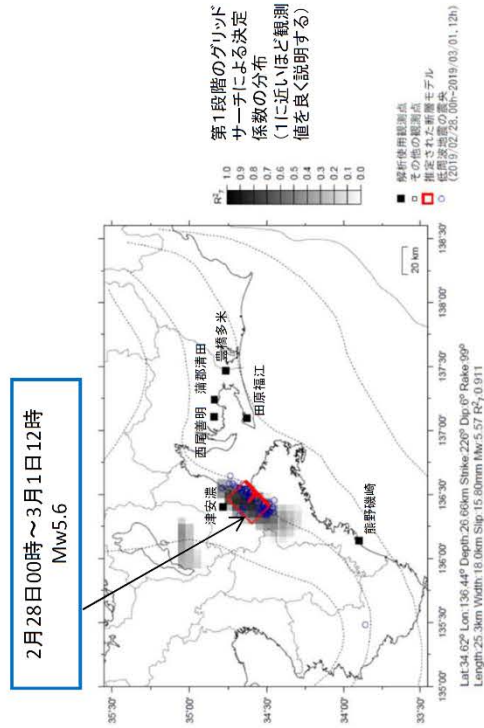 2月28日00時～3月1日12時
Mw5.6
第1段階のグリッド
サーチによる決定
係数の分布
(1に近いほど観測
値を良く説明する)
R²₇
1.0
0.9
0.8
0.7
0.6
0.5
0.4
0.3
0.2
0.1
0.0
解析使用観測点
その他の観測点
推定された断層モデル
低周波地震の震央
(2019/02/28,00h-2019/03/01,12h)
35°30'
35°00'
34°30'
34°00'
33°30'
津安濃
西尾善明
蒲郡清田
豊橋多米
田原福江
熊野磯崎
20 km
135°00'
135°30'
136°00'
136°30'
137°00'
137°30'
138°00'
138°30'
Lat:34.62° Lon:136.44° Depth:26.66km Strike:226° Dip:6° Rake:99°
Length:25.3km Width:18.0km Slip:15.80mm Mw:5.57 R²₇:0.911